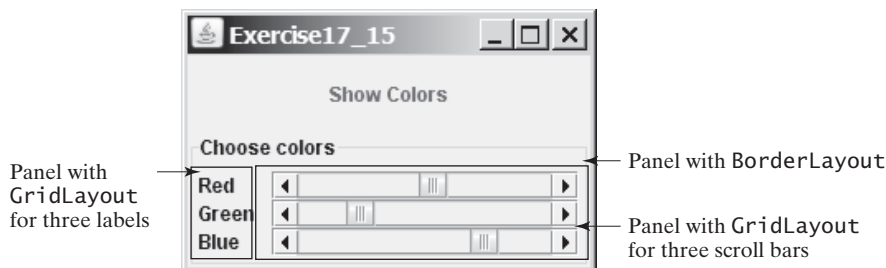 Exercise17_15
Show Colors
Choose colors
Panel with
GridLayout
for three labels
Red
Green
Blue
Panel with BorderLayout
Panel with GridLayout
for three scroll bars